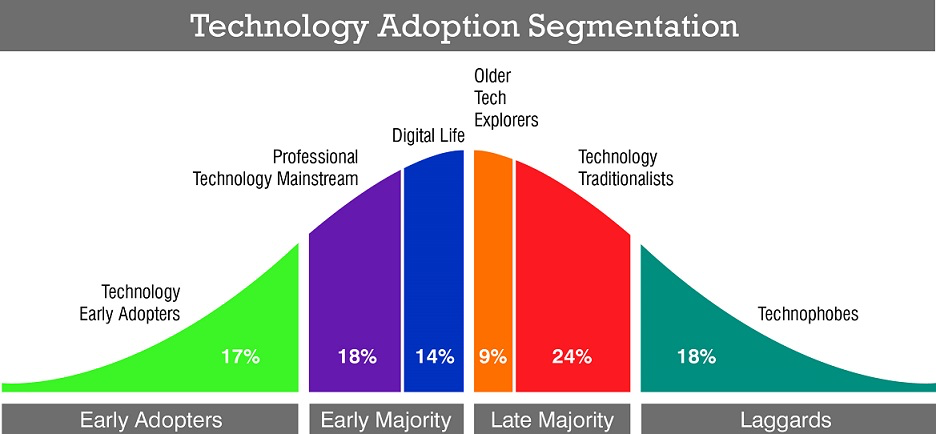 Technology Adoption Segmentation
Older
Tech
Explorers
Digital Life
Professional
Technology Mainstream
Technology
Traditionalists
Technology
Early Adopters
Technophobes
17%
18%
14%
9%
24%
18%
Early Adopters
Early Majority
Late Majority
Laggards